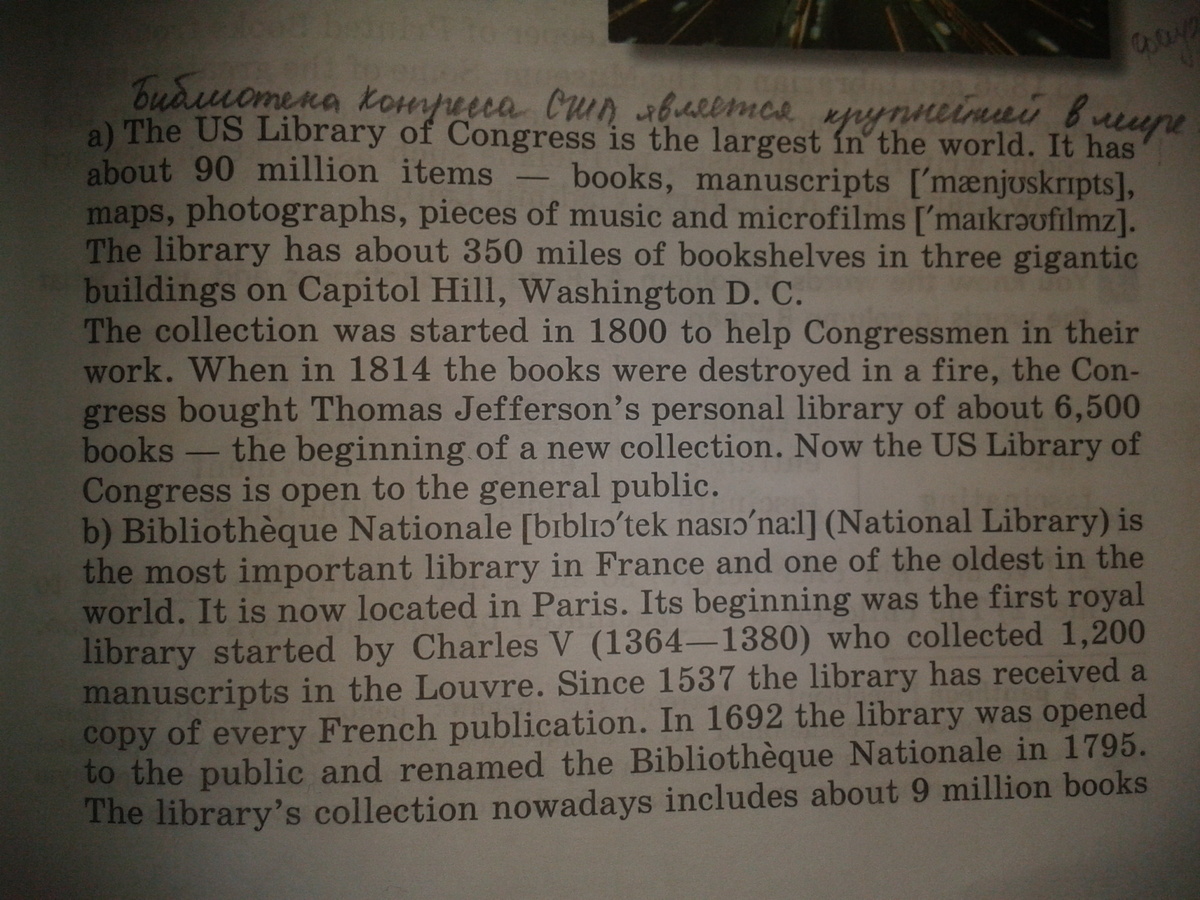 Библиотека Конгресса США является крупнейшей в мире
a) The US Library of Congress is the largest in the world. It has
about 90 million items — books, manuscripts [ˈmænjʊskrɪpts],
maps, photographs, pieces of music and microfilms [ˈmaɪkrəʊfɪlmz].
The library has about 350 miles of bookshelves in three gigantic
buildings on Capitol Hill, Washington D. C.
The collection was started in 1800 to help Congressmen in their
work. When in 1814 the books were destroyed in a fire, the Con-
gress bought Thomas Jefferson's personal library of about 6,500
books — the beginning of a new collection. Now the US Library of
Congress is open to the general public.
b) Bibliothèque Nationale [bɪblɪɔˈtek nasɪɔˈnaːl] (National Library) is
the most important library in France and one of the oldest in the
world. It is now located in Paris. Its beginning was the first royal
library started by Charles V (1364—1380) who collected 1,200
manuscripts in the Louvre. Since 1537 the library has received a
copy of every French publication. In 1692 the library was opened
to the public and renamed the Bibliothèque Nationale in 1795.
The library's collection nowadays includes about 9 million books